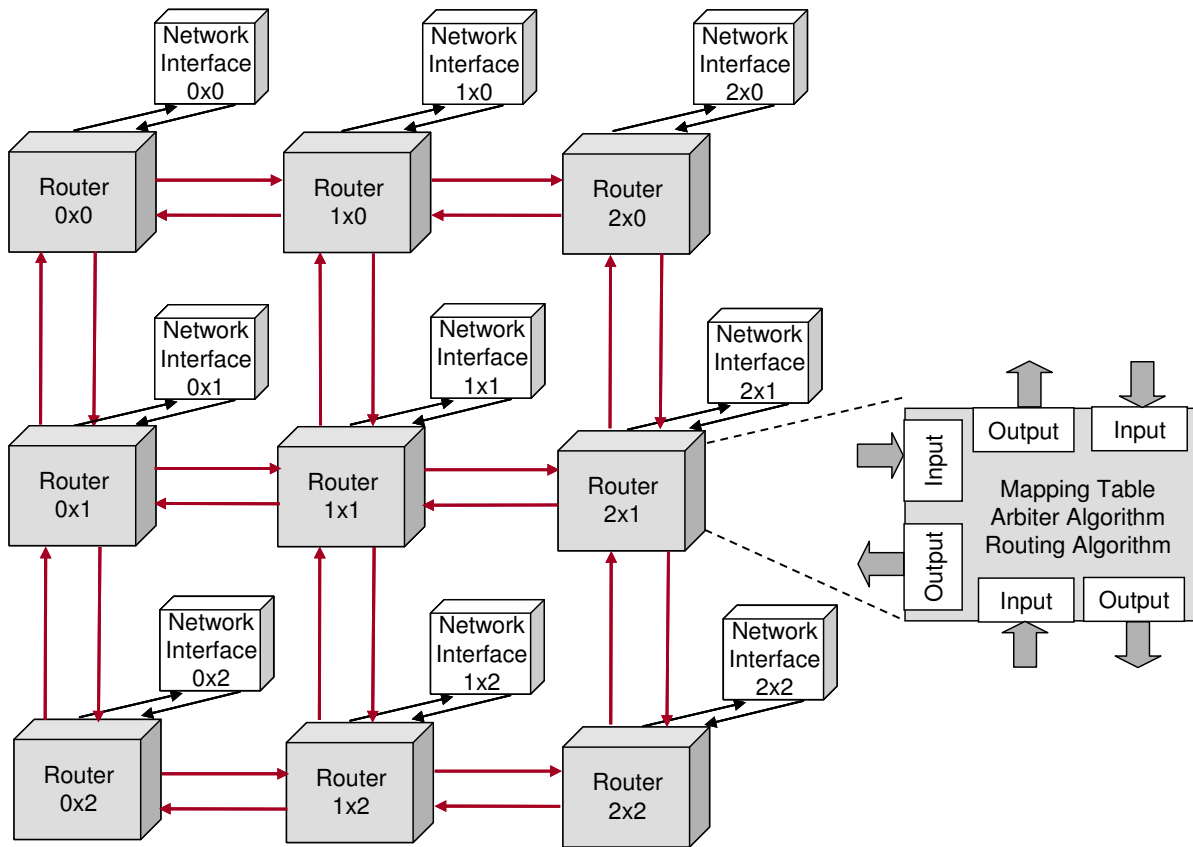 Network
Interface
0x0
Network
Interface
1x0
Network
Interface
2x0
Router
0x0
Router
1x0
Router
2x0
Network
Interface
0x1
Network
Interface
1x1
Network
Interface
2x1
Router
0x1
Router
1x1
Router
2x1
Output
Input
Input
Mapping Table
Arbiter Algorithm
Routing Algorithm
Output
Input
Output
Network
Interface
0x2
Network
Interface
1x2
Network
Interface
2x2
Router
0x2
Router
1x2
Router
2x2